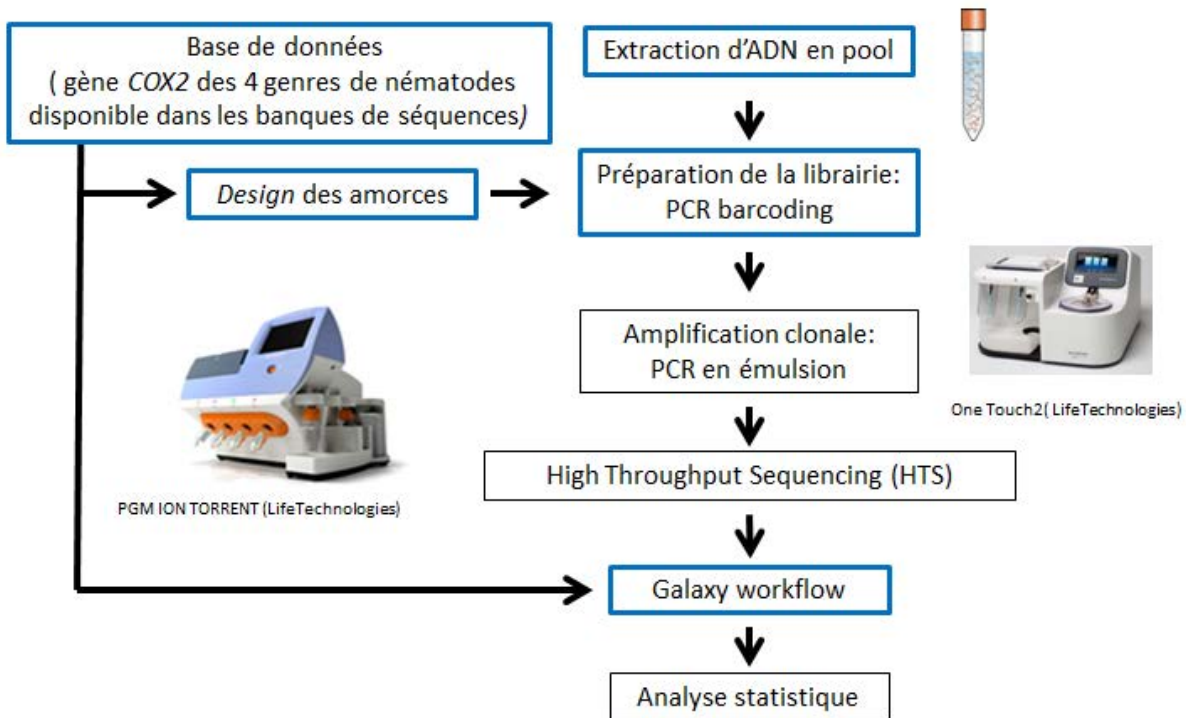 Base de données
( gène COX2 des 4 genres de nématodes
disponible dans les banques de séquences)
Extraction d’ADN en pool
Design des amorces
Préparation de la librairie:
PCR barcoding
Amplification clonale:
PCR en émulsion
One Touch2( LifeTechnologies)
High Throughput Sequencing (HTS)
PGM ION TORRENT (LifeTechnologies)
Galaxy workflow
Analyse statistique